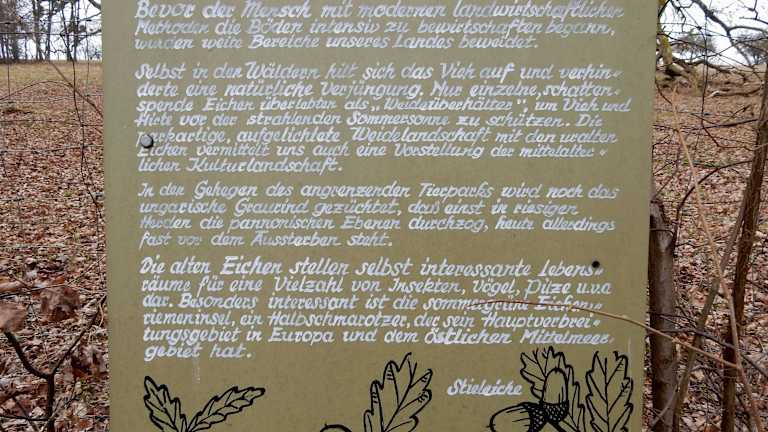 Bevor der Mensch mit modernen landwirtschaftlichen
Methoden die Böden intensiv zu bewirtschaften begann,
wurden weite Bereiche unseres Landes beweidet.
Selbst in den Wäldern hilt sich das Vieh auf und verhin=
derte eine natürliche Verjüngung. Nur einzelne, schatten=
spende Eichen überlebten als „Weideüberhälter", um Vieh und
Hirte vor der strahlenden Sommersonne zu schützen. Die
parkartige, aufgelichtete Weidelandschaft mit den uralten
Eichen vermittelt uns auch eine Vorstellung der mittelalter=
lichen Kulturlandschaft.
In den Gehegen des angrenzenden Tierparks wird noch das
ungarische Graurind gezüchtet, daß einst in riesigen
Herden die pannonischen Ebenen durchzog, heute allerdings
fast vor dem Aussterben steht.
Die alten Eichen stellen selbst interessante Lebens=
räume für eine Vielzahl von Insekten, Vögel, Pilze u.v.a
dar. Besonders interessant ist die sommergrüne Eichen=
riemeninsel, ein Halbschmarotzer, der sein Hauptverbrei=
tungsgebiet in Europa und dem östlichen Mittelmeer=
gebiet hat.
Stieleiche